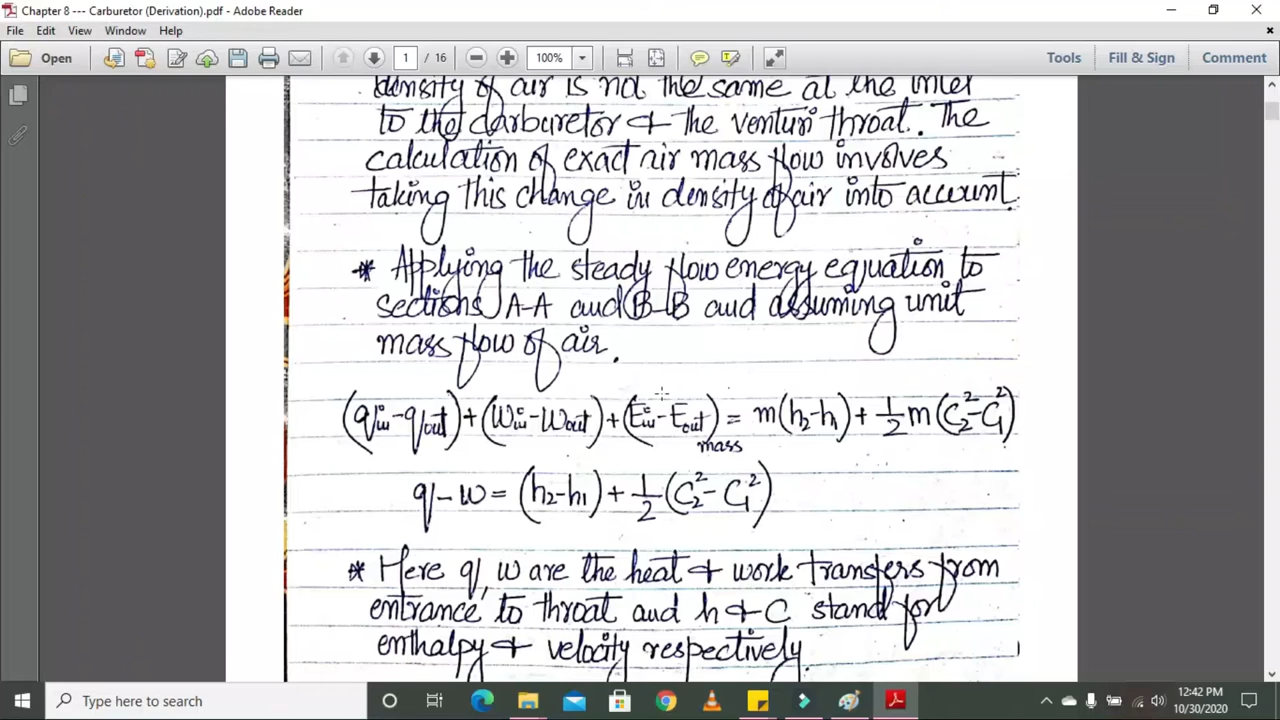 Chapter 8 --- Carburetor (Derivation).pdf - Adobe Reader
File Edit View Window Help
Open 1 / 16 100% Tools Fill & Sign Comment
density of air is not the same at the inlet
to the carburetor & the venturi throat. The
calculation of exact air mass flow involves
taking this change in density of air into account.
* Applying the steady flow energy equation to
sections A-A and B-B and assuming unit
mass flow of air.
(qin - qout) + (Win - Wout) + (Ein - Eout)mass = m(h2-h1) + 1/2 m(C2² - C1²)
q - w = (h2-h1) + 1/2 (C2² - C1²)
* Here q, w are the heat & work transfers from
entrance to throat and h & C stand for
enthalpy & velocity respectively.
Type here to search
12:42 PM
10/30/2020